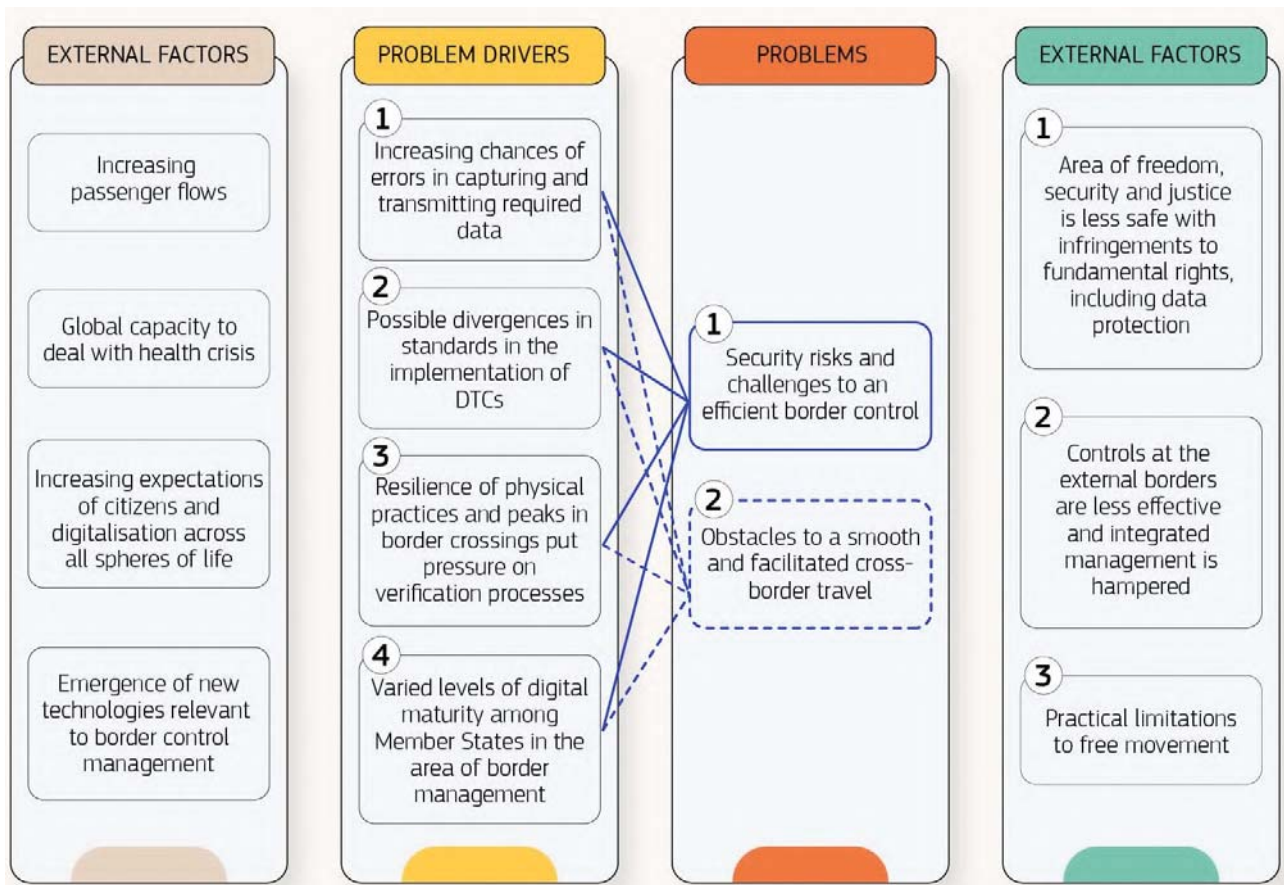 EXTERNAL FACTORS
Increasing
passenger flows
Global capacity to
deal with health crisis
Increasing expectations
of citizens and
digitalisation across
all spheres of life
Emergence of new
technologies relevant
to border control
management
PROBLEM DRIVERS
1
Increasing chances of
errors in capturing and
transmitting required
data
2
Possible divergences in
standards in the
implementation of
DTCs
3
Resilience of physical
practices and peaks in
border crossings put
pressure on
verification processes
4
Varied levels of digital
maturity among
Member States in the
area of border
management
PROBLEMS
1
Security risks and
challenges to an
efficient border control
2
Obstacles to a smooth
and facilitated cross-
border travel
EXTERNAL FACTORS
1
Area of freedom,
security and justice
is less safe with
infringements to
fundamental rights,
including data
protection
2
Controls at the
external borders
are less effective
and integrated
management is
hampered
3
Practical limitations
to free movement